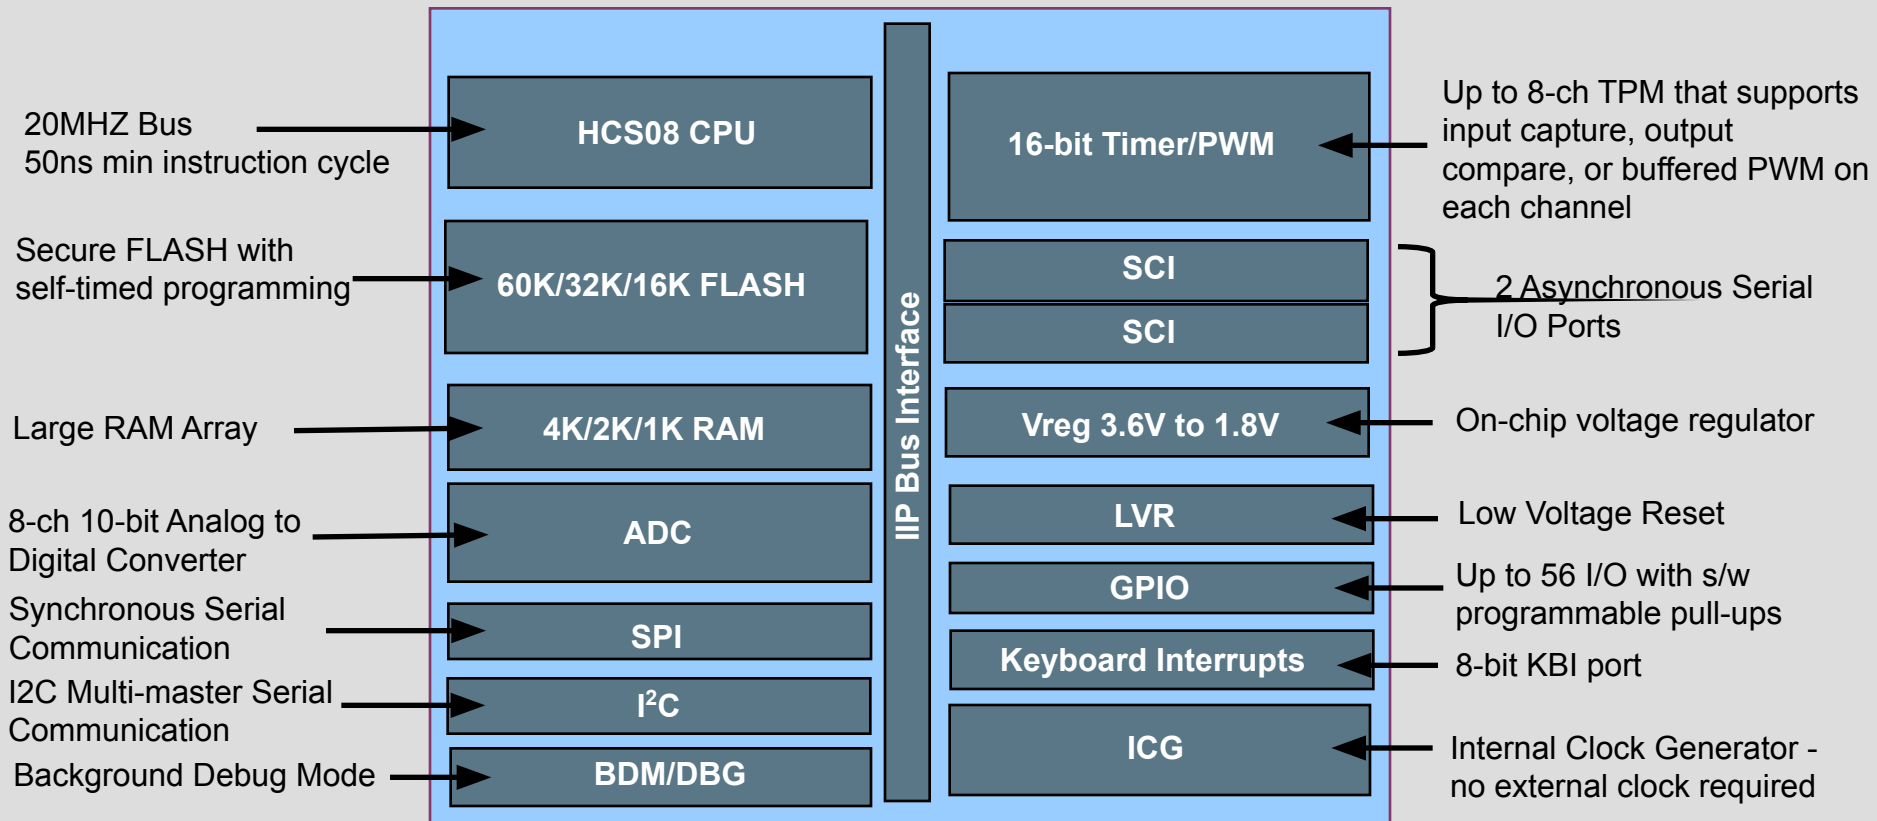 20MHZ Bus
50ns min instruction cycle
Secure FLASH with
self-timed programming
Large RAM Array
8-ch 10-bit Analog to
Digital Converter
Synchronous Serial
Communication
I2C Multi-master Serial
Communication
Background Debug Mode
HCS08 CPU
60K/32K/16K FLASH
4K/2K/1K RAM
ADC
SPI
I²C
BDM/DBG
IIP Bus Interface
16-bit Timer/PWM
SCI
SCI
Vreg 3.6V to 1.8V
LVR
GPIO
Keyboard Interrupts
ICG
Up to 8-ch TPM that supports
input capture, output
compare, or buffered PWM on
each channel
2 Asynchronous Serial
I/O Ports
On-chip voltage regulator
Low Voltage Reset
Up to 56 I/O with s/w
programmable pull-ups
8-bit KBI port
Internal Clock Generator -
no external clock required